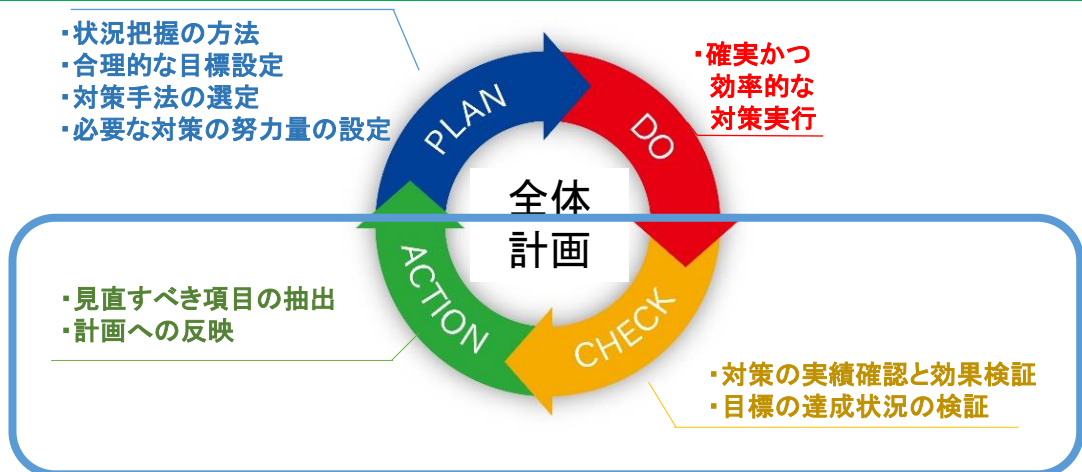 ・状況把握の方法
・合理的な目標設定
・対策手法の選定
・必要な対策の努力量の設定
・確実かつ
効率的な
対策実行
PLAN
DO
全体
計画
ACTION
CHECK
・見直すべき項目の抽出
・計画への反映
・対策の実績確認と効果検証
・目標の達成状況の検証